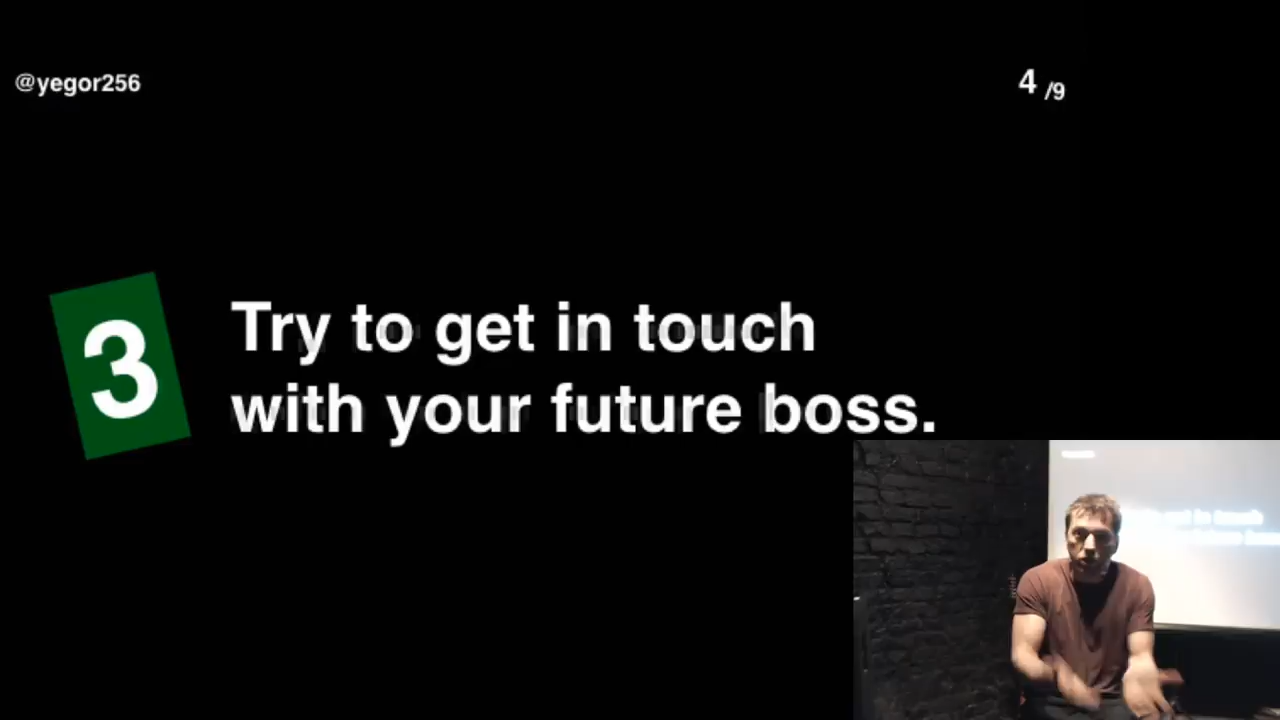 @yegor256
4 /9
3
Try to get in touch
with your future boss.